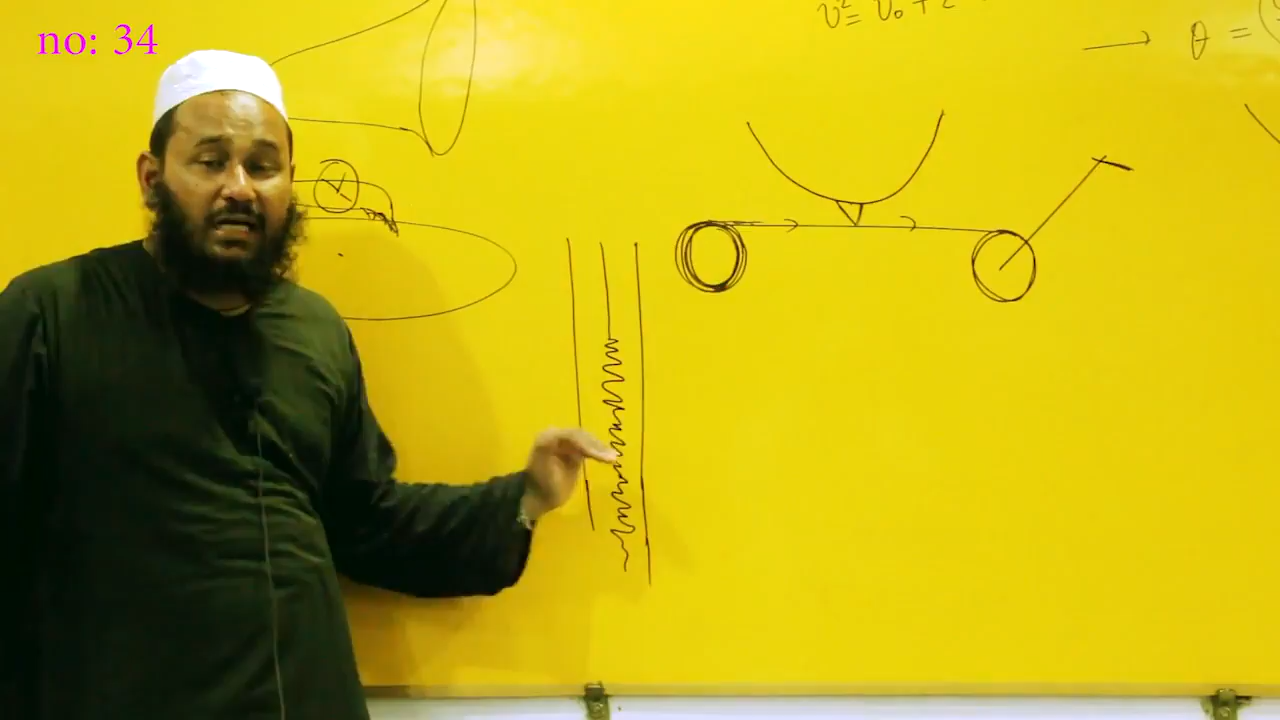 no: 34
v² = v₀ + 2
→ θ =